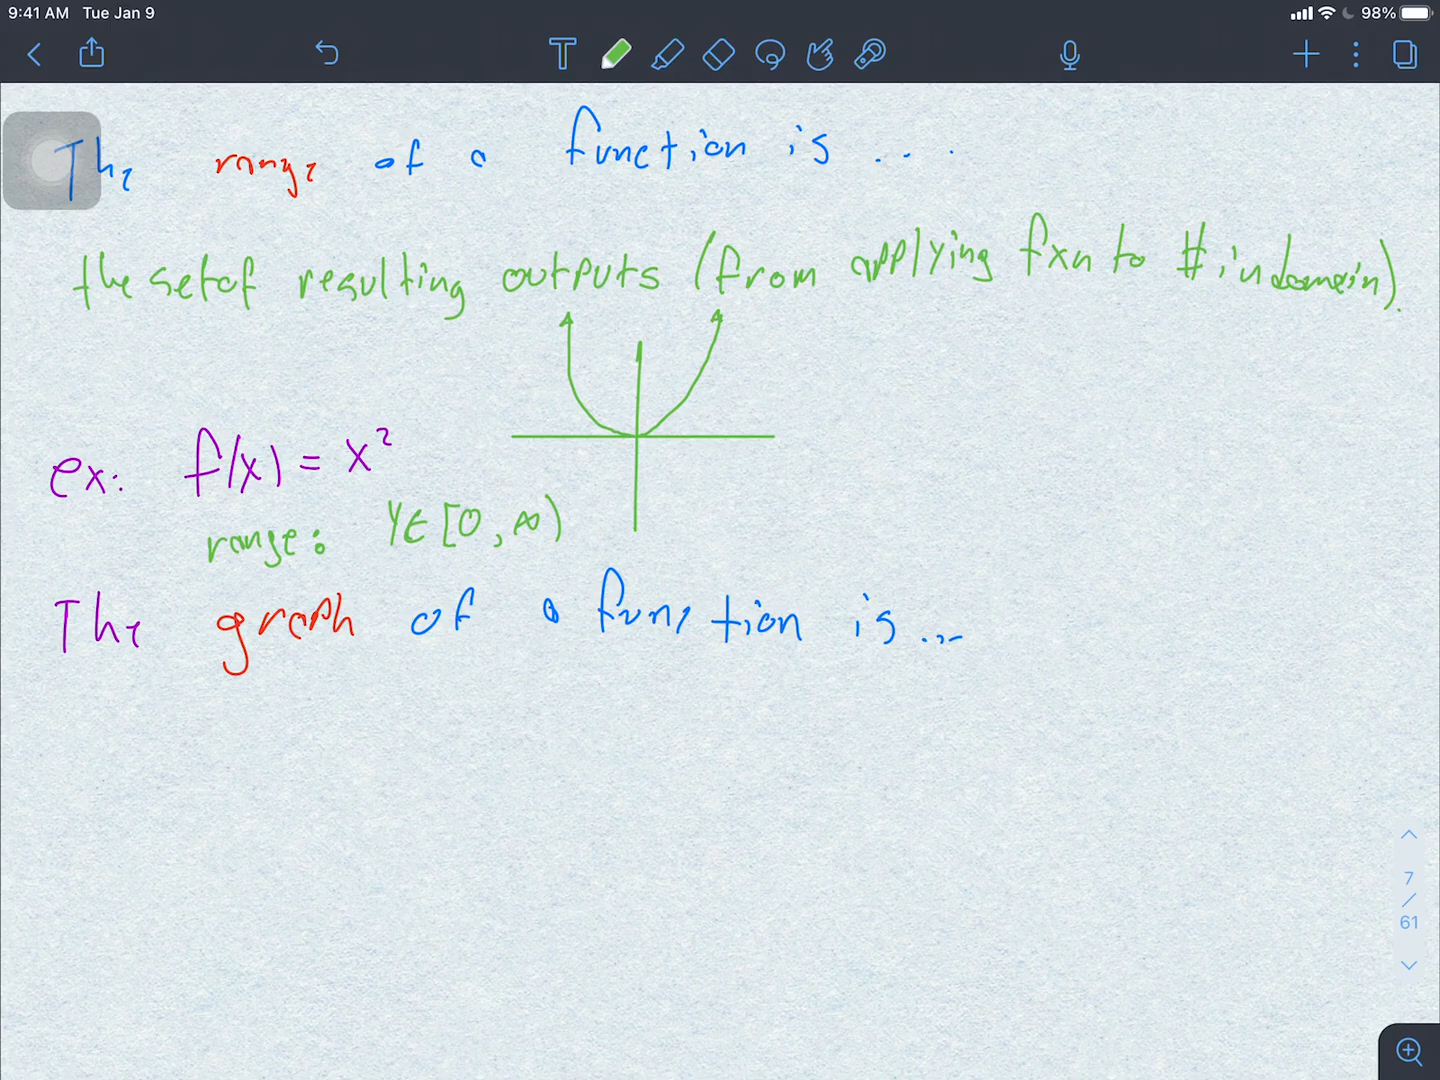 9:41 AM Tue Jan 9
98%
T
The range of a function is ....
the set of resulting outputs (from applying fxn to # in domain).
ex: f(x) = x²
range: y∈[0,∞)
The graph of a function is ...
7
/
61